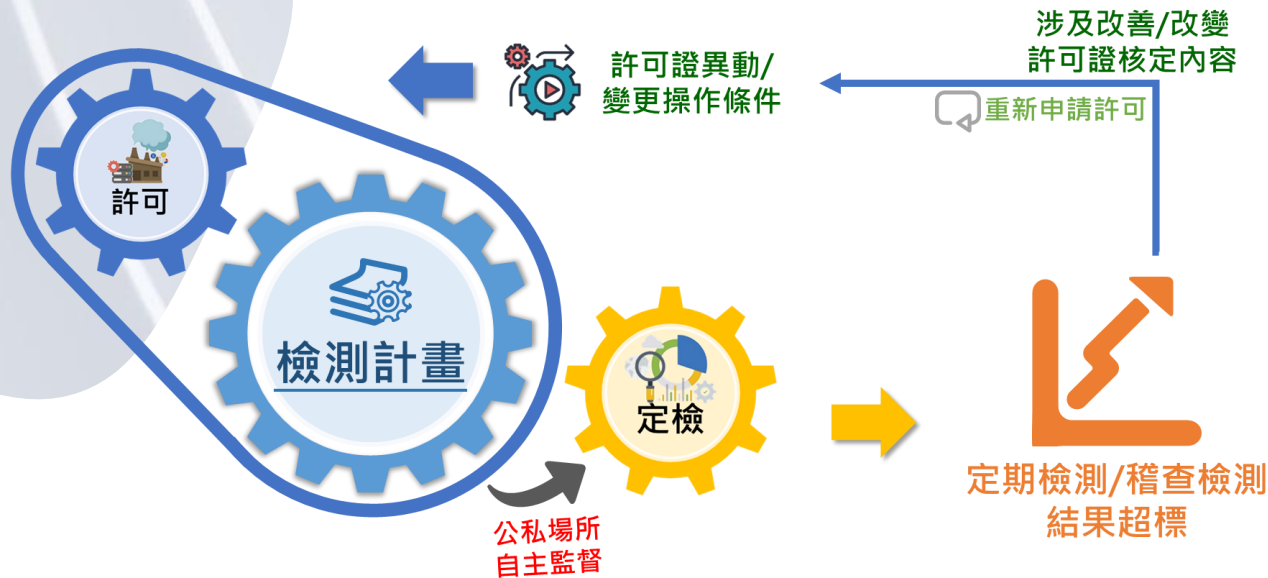 涉及改善/改變
許可證核定內容
許可證異動/
變更操作條件
重新申請許可
許可
檢測計畫
定檢
公私場所
自主監督
定期檢測/稽查檢測
結果超標